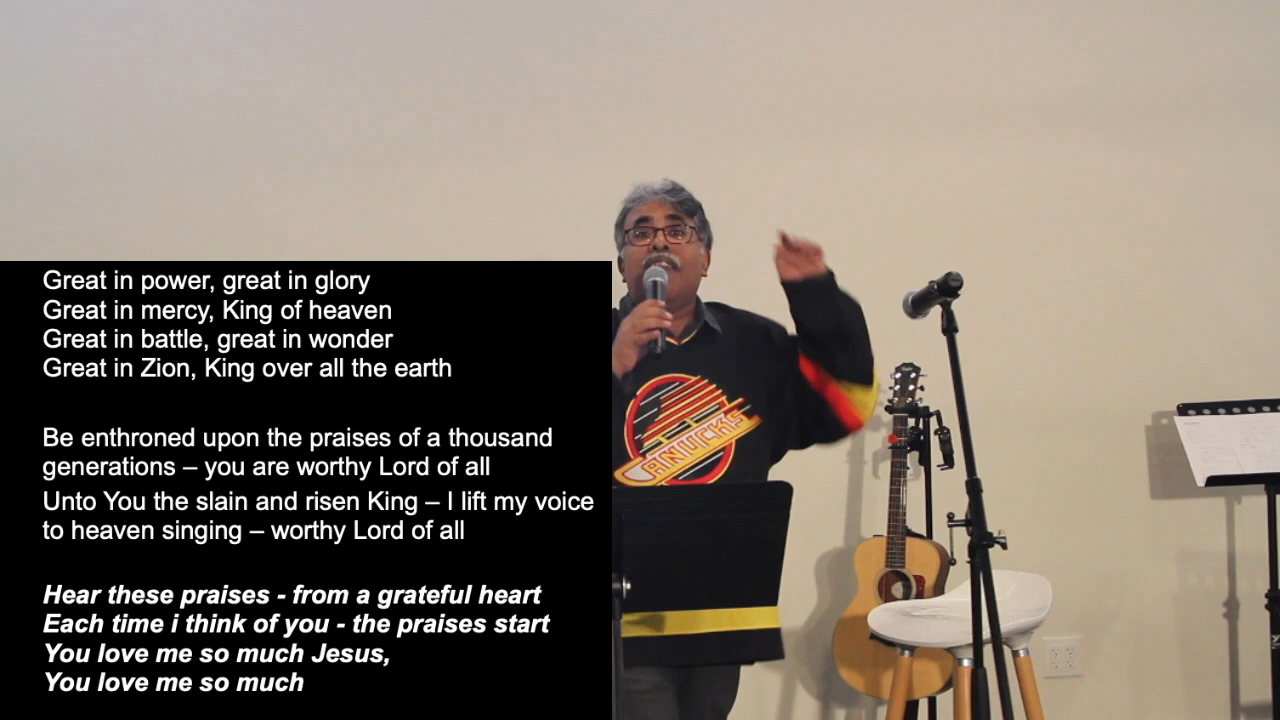 Great in power, great in glory
Great in mercy, King of heaven
Great in battle, great in wonder
Great in Zion, King over all the earth
Be enthroned upon the praises of a thousand
generations – you are worthy Lord of all
Unto You the slain and risen King – I lift my voice
to heaven singing – worthy Lord of all
Hear these praises - from a grateful heart
Each time i think of you - the praises start
You love me so much Jesus,
You love me so much
CANUCKS